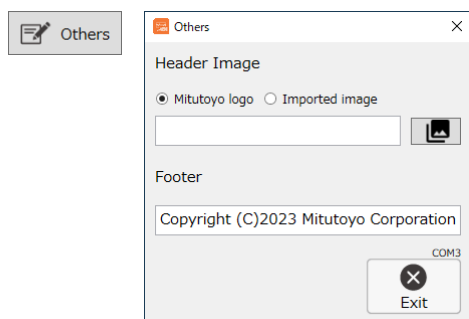 Others
Others
Header Image
Mitutoyo logo Imported image
Footer
Copyright (C)2023 Mitutoyo Corporation
COM3
Exit